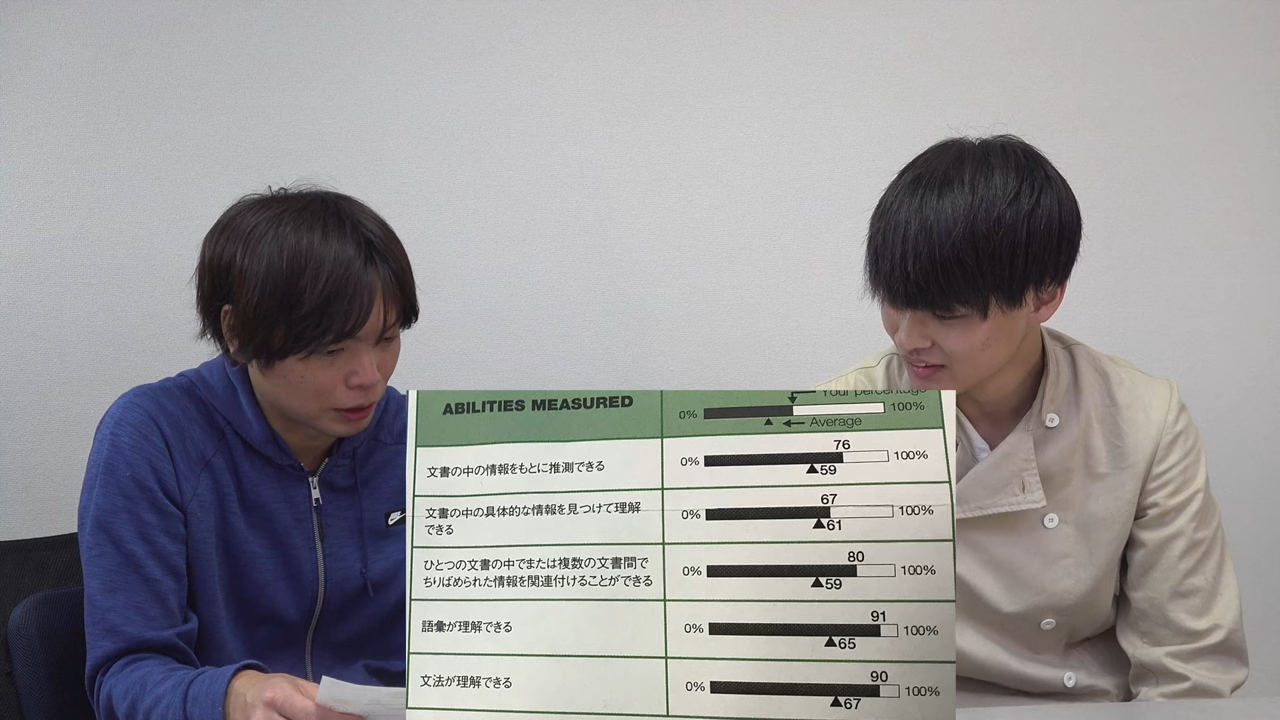 ABILITIES MEASURED
Your percentage
0%
100%
Average
文書の中の情報をもとに推測できる
0%
76
100%
59
文書の中の具体的な情報を見つけて理解
できる
0%
67
100%
61
ひとつの文書の中でまたは複数の文書間で
ちりばめられた情報を関連付けることができる
0%
80
100%
59
語彙が理解できる
0%
91
100%
65
文法が理解できる
0%
90
100%
67